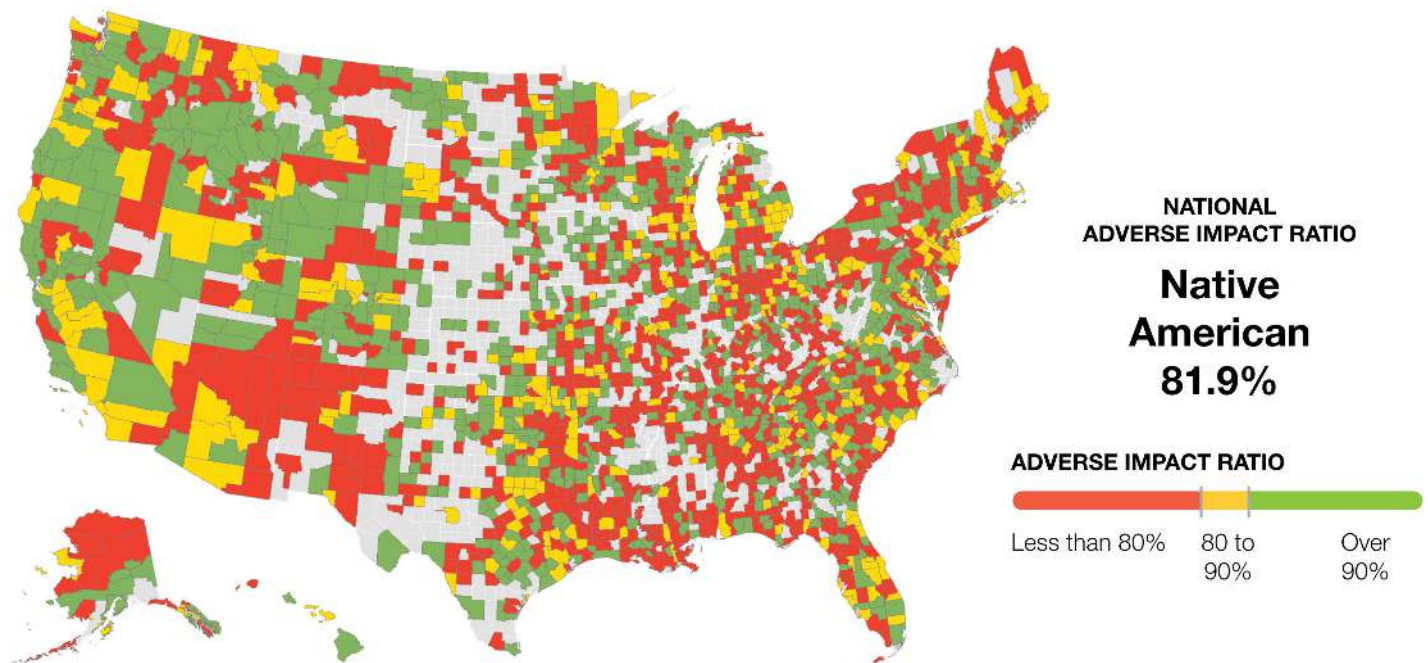 NATIONAL
ADVERSE IMPACT RATIO
Native
American
81.9%
ADVERSE IMPACT RATIO
Less than 80%
80 to
90%
Over
90%